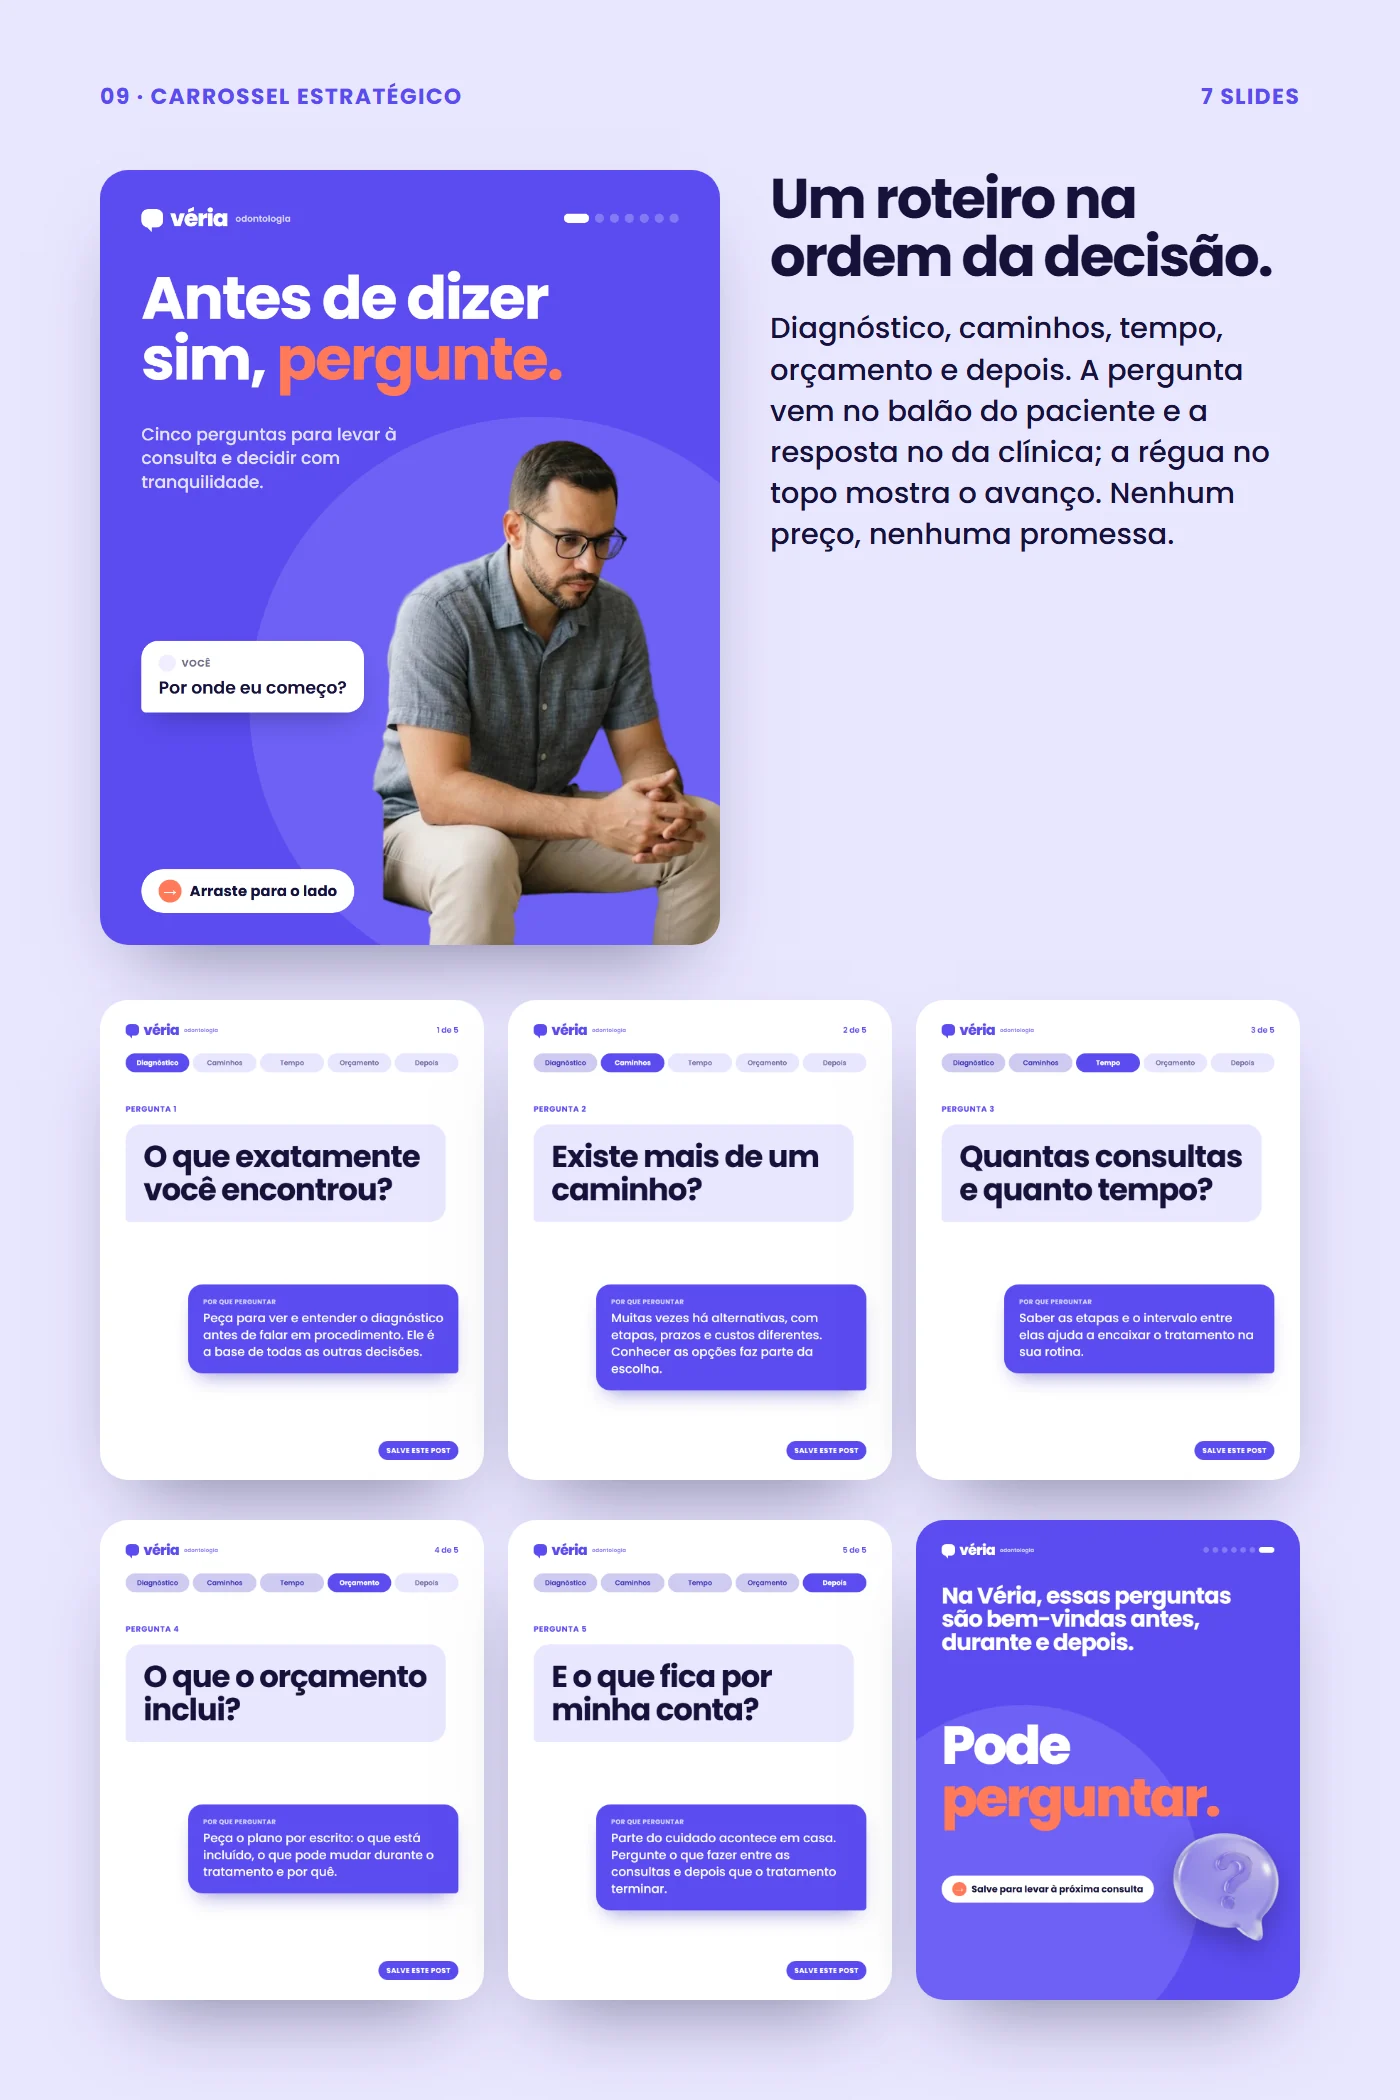 09 · CARROSSEL ESTRATÉGICO
7 SLIDES
véria odontologia
Antes de dizer
sim, pergunte.
Cinco perguntas para levar à
consulta e decidir com
tranquilidade.
VOCÊ
Por onde eu começo?
→ Arraste para o lado
Um roteiro na
ordem da decisão.
Diagnóstico, caminhos, tempo,
orçamento e depois. A pergunta
vem no balão do paciente e a
resposta no da clínica; a régua no
topo mostra o avanço. Nenhum
preço, nenhuma promessa.
véria odontologia
1 de 5
Diagnóstico Caminhos Tempo Orçamento Depois
PERGUNTA 1
O que exatamente
você encontrou?
POR QUE PERGUNTAR
Peça para ver e entender o diagnóstico
antes de falar em procedimento. Ele é
a base de todas as outras decisões.
SALVE ESTE POST
véria odontologia
2 de 5
Diagnóstico Caminhos Tempo Orçamento Depois
PERGUNTA 2
Existe mais de um
caminho?
POR QUE PERGUNTAR
Muitas vezes há alternativas, com
etapas, prazos e custos diferentes.
Conhecer as opções faz parte da
escolha.
SALVE ESTE POST
véria odontologia
3 de 5
Diagnóstico Caminhos Tempo Orçamento Depois
PERGUNTA 3
Quantas consultas
e quanto tempo?
POR QUE PERGUNTAR
Saber as etapas e o intervalo entre
elas ajuda a encaixar o tratamento na
sua rotina.
SALVE ESTE POST
véria odontologia
4 de 5
Diagnóstico Caminhos Tempo Orçamento Depois
PERGUNTA 4
O que o orçamento
inclui?
POR QUE PERGUNTAR
Peça o plano por escrito: o que está
incluído, o que pode mudar durante o
tratamento e por quê.
SALVE ESTE POST
véria odontologia
5 de 5
Diagnóstico Caminhos Tempo Orçamento Depois
PERGUNTA 5
E o que fica por
minha conta?
POR QUE PERGUNTAR
Parte do cuidado acontece em casa.
Pergunte o que fazer entre as
consultas e depois que o tratamento
terminar.
SALVE ESTE POST
véria odontologia
Na Véria, essas perguntas
são bem-vindas antes,
durante e depois.
Pode
perguntar.
→ Salve para levar à próxima consulta
?